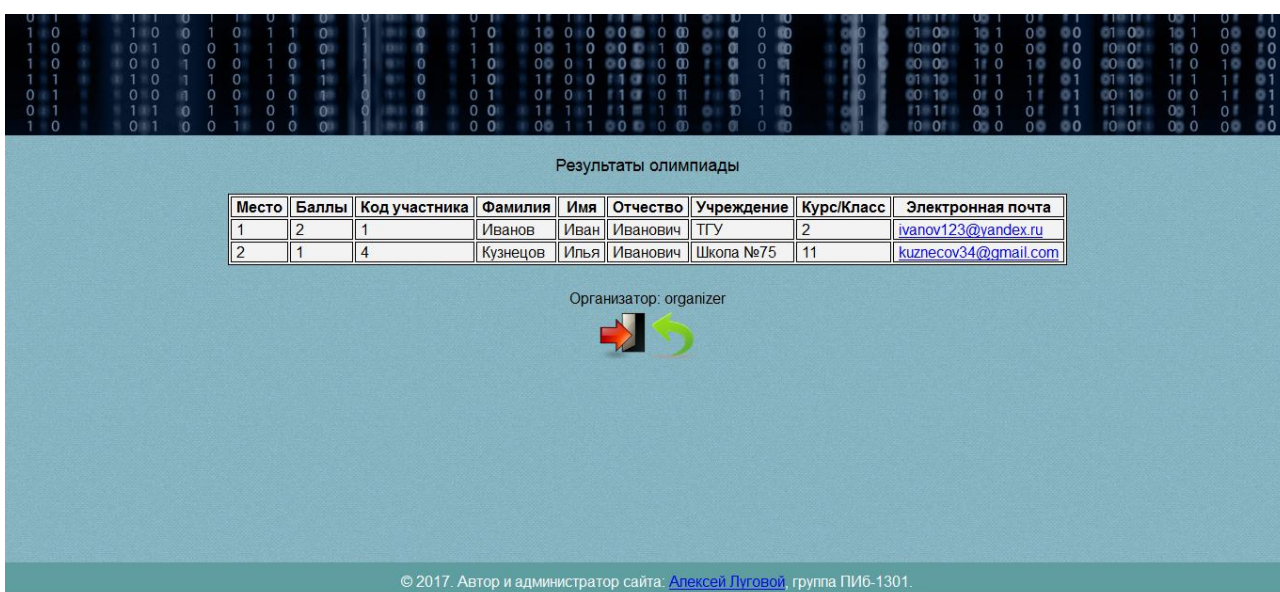 Результаты олимпиады
Место Баллы Код участника Фамилия Имя Отчество Учреждение Курс/Класс Электронная почта
1 2 1 Иванов Иван Иванович ТГУ 2 ivanov123@yandex.ru
2 1 4 Кузнецов Илья Иванович Школа №75 11 kuznecov34@gmail.com
Организатор: organizer
© 2017. Автор и администратор сайта: Алексей Луговой, группа ПИб-1301.